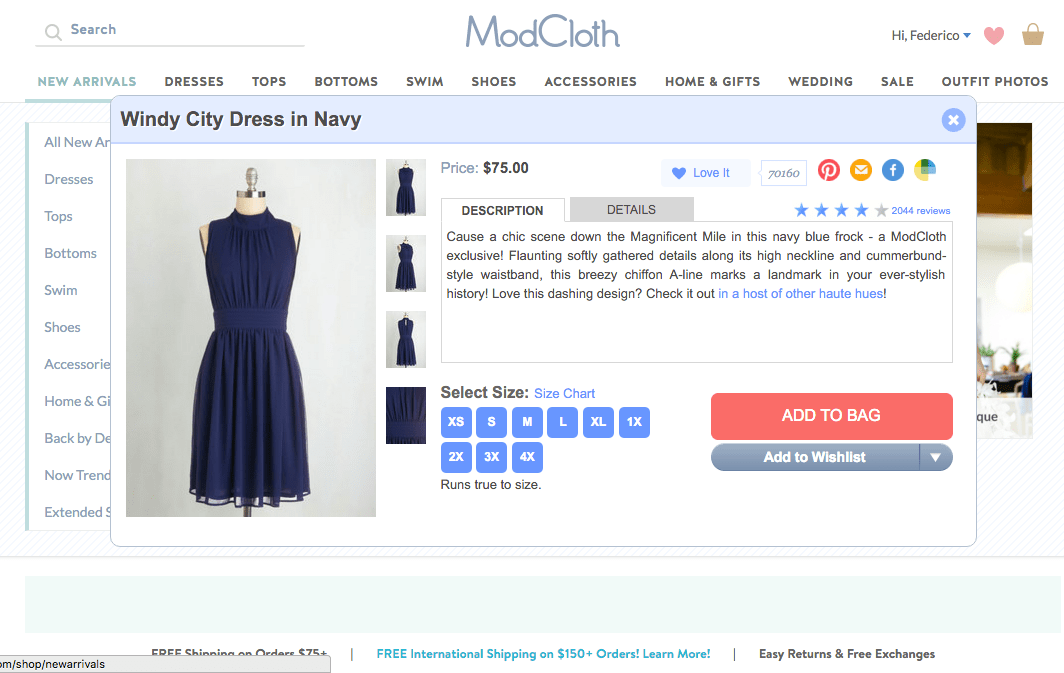 Search
ModCloth
Hi, Federico
NEW ARRIVALS DRESSES TOPS BOTTOMS SWIM SHOES ACCESSORIES HOME & GIFTS WEDDING SALE OUTFIT PHOTOS
Windy City Dress in Navy
All New Ar
Dresses
Tops
Bottoms
Swim
Shoes
Accessorie
Home & Gi
Back by De
Now Trend
Extended S
Price: $75.00
Love It
70160
DESCRIPTION
DETAILS
2044 reviews
Cause a chic scene down the Magnificent Mile in this navy blue frock - a ModCloth
exclusive! Flaunting softly gathered details along its high neckline and cummerbund-
style waistband, this breezy chiffon A-line marks a landmark in your ever-stylish
history! Love this dashing design? Check it out in a host of other haute hues!
Select Size: Size Chart
XS S M L XL 1X
2X 3X 4X
Runs true to size.
ADD TO BAG
Add to Wishlist
que
FREE Shipping on Orders $75+ | FREE International Shipping on $150+ Orders! Learn More! | Easy Returns & Free Exchanges
om/shop/newarrivals